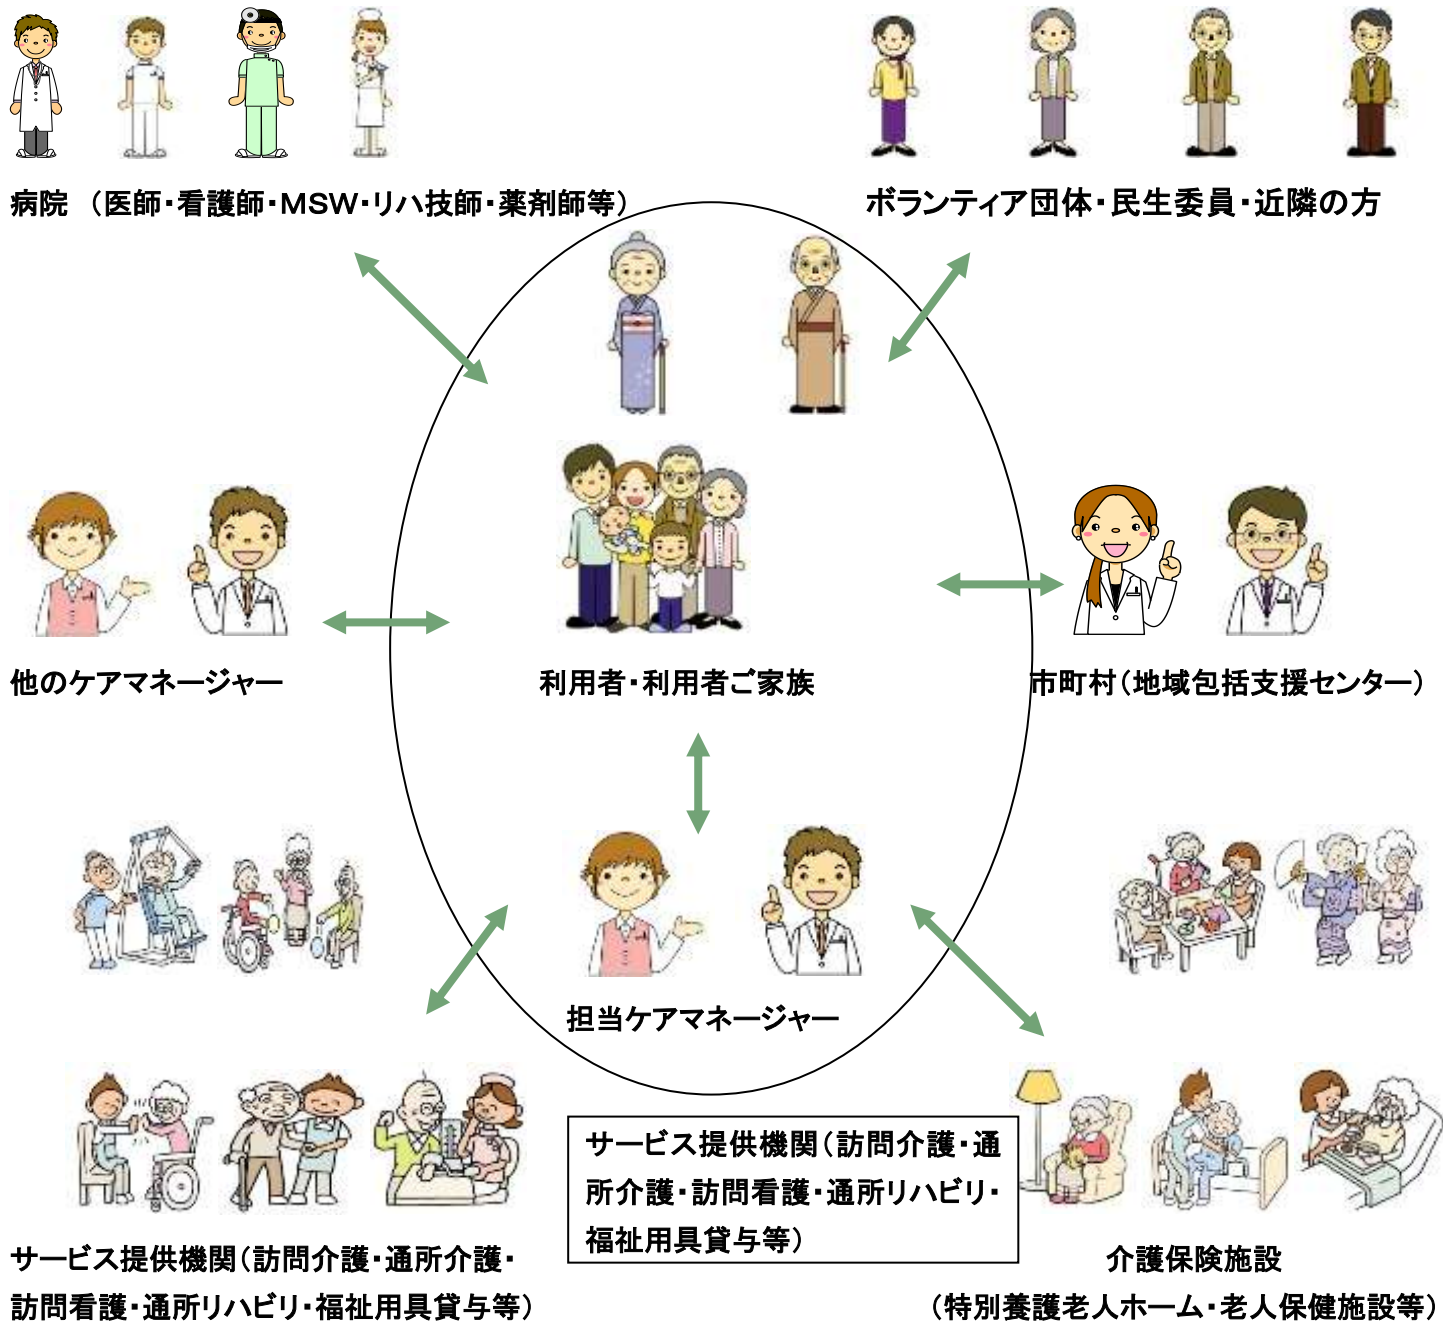 病院　（医師・看護師・MSW・リハ技師・薬剤師等）
ボランティア団体・民生委員・近隣の方
他のケアマネージャー
利用者・利用者ご家族
市町村（地域包括支援センター）
担当ケアマネージャー
サービス提供機関（訪問介護・通
所介護・訪問看護・通所リハビリ・
福祉用具貸与等）
サービス提供機関（訪問介護・通所介護・
訪問看護・通所リハビリ・福祉用具貸与等）
介護保険施設
（特別養護老人ホーム・老人保健施設等）